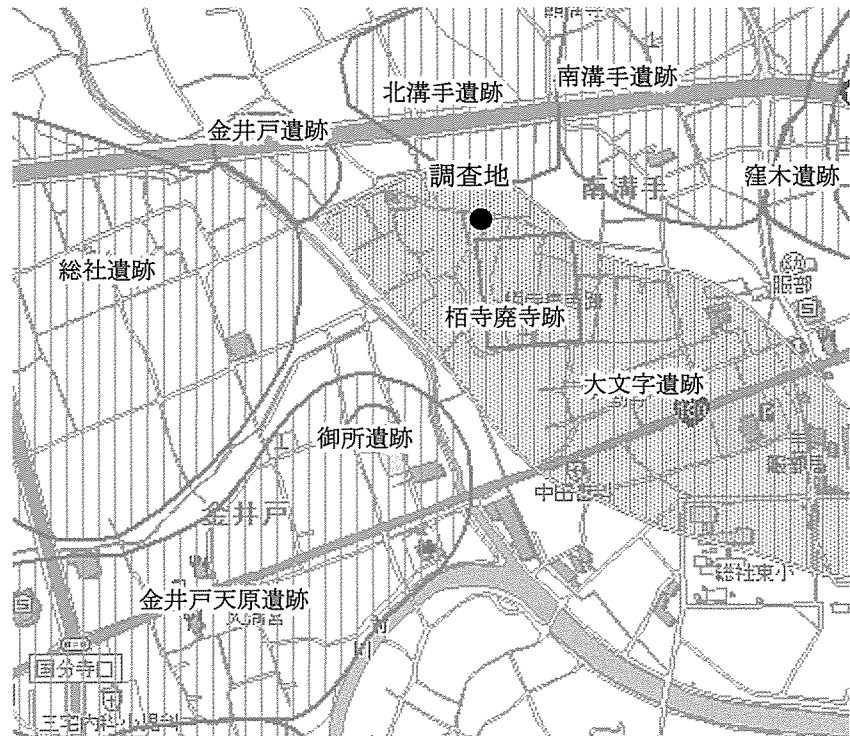 南溝手遺跡
北溝手遺跡
金井戸遺跡
調査地
南溝手
窪木遺跡
総社遺跡
服部
栢寺廃寺跡
大文字遺跡
御所遺跡
金井戸
金井戸天原遺跡
総社東小
国分寺口